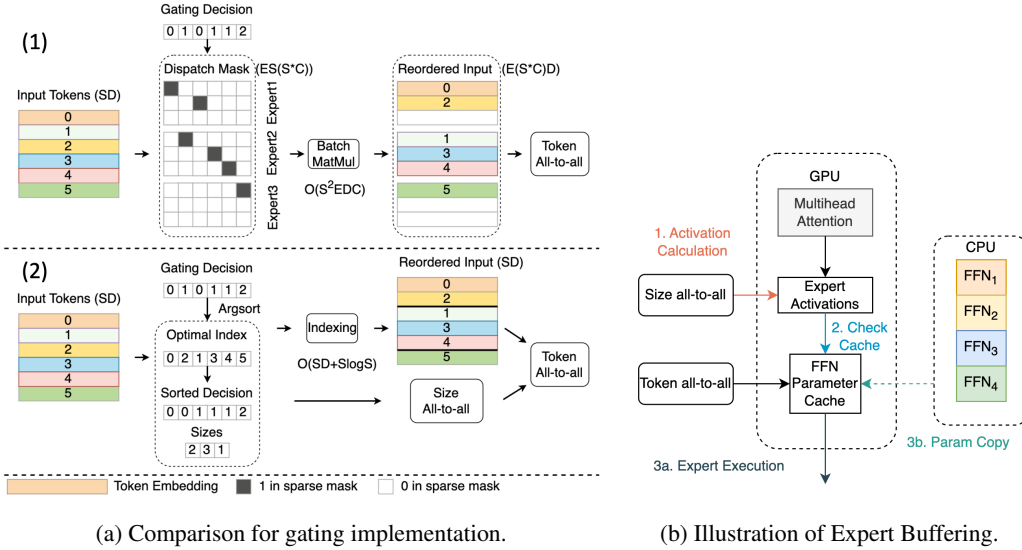 (1)
Gating Decision
0 1 0 1 1 2
Dispatch Mask (ES(S*C))
Reordered Input (E(S*C)D)
Input Tokens (SD)
0
1
2
3
4
5
Expert1
Expert2
Expert3
Batch
MatMul
O(S²EDC)
0
2
1
3
4
5
Token
All-to-all
(2)
Gating Decision
0 1 0 1 1 2
Argsort
Input Tokens (SD)
0
1
2
3
4
5
Optimal Index
0 2 1 3 4 5
Sorted Decision
0 0 1 1 1 2
Sizes
2 3 1
Indexing
O(SD+SlogS)
Reordered Input (SD)
0
2
1
3
4
5
Size
All-to-all
Token
All-to-all
Token Embedding
1 in sparse mask
0 in sparse mask
(a) Comparison for gating implementation.
GPU
Multihead
Attention
1. Activation
Calculation
Size all-to-all
Expert
Activations
2. Check
Cache
Token all-to-all
FFN
Parameter
Cache
CPU
FFN₁
FFN₂
FFN₃
FFN₄
3b. Param Copy
3a. Expert Execution
(b) Illustration of Expert Buffering.